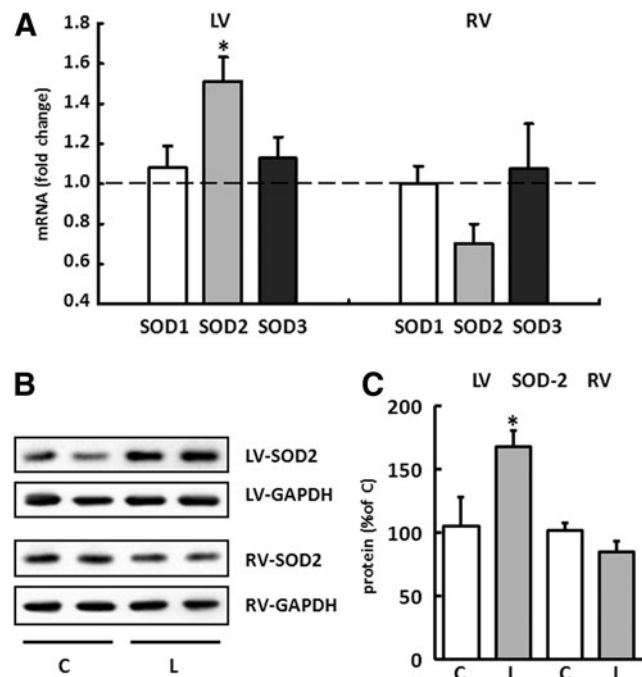 A
LV RV
mRNA (fold change)
1.8
1.6
1.4
1.2
1.0
0.8
0.6
0.4
*
SOD1 SOD2 SOD3 SOD1 SOD2 SOD3
B
LV-SOD2
LV-GAPDH
RV-SOD2
RV-GAPDH
C L
C
LV SOD-2 RV
protein (%of C)
200
150
100
50
0
*
C L C L